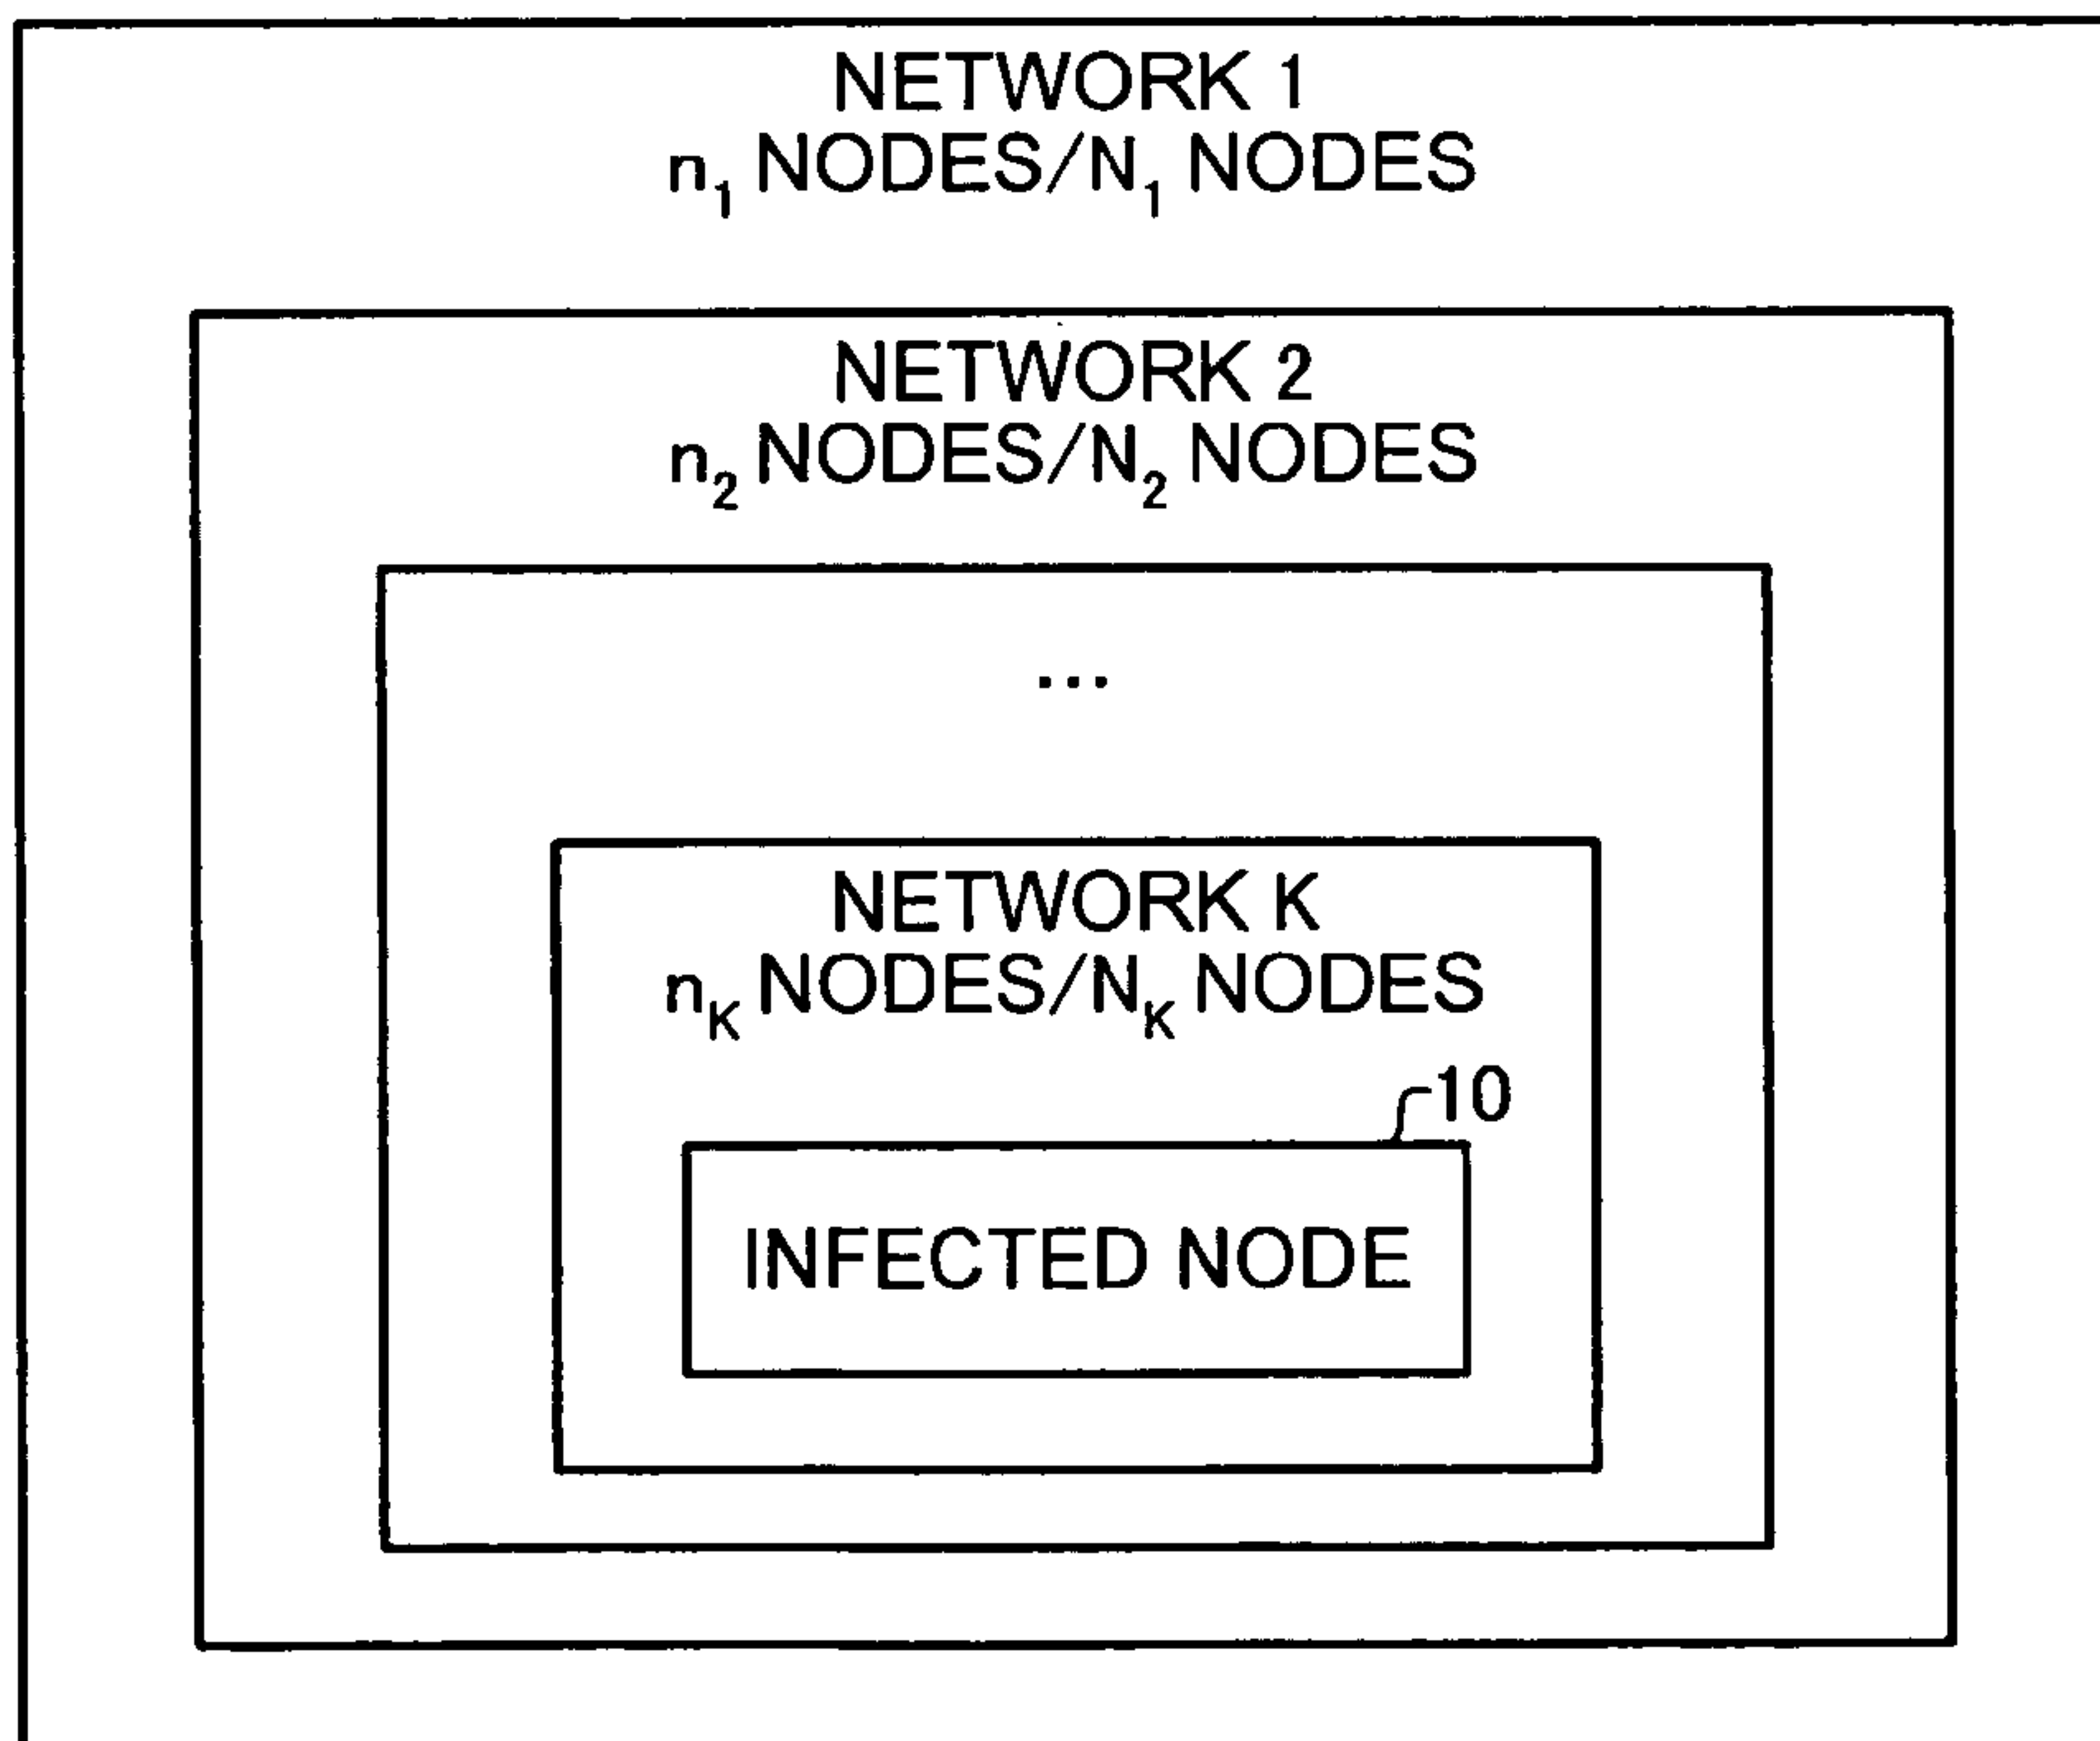 NETWORK 1
n₁ NODES/N₁ NODES
NETWORK 2
n₂ NODES/N₂ NODES
...
NETWORK K
nK NODES/NK NODES
10
INFECTED NODE